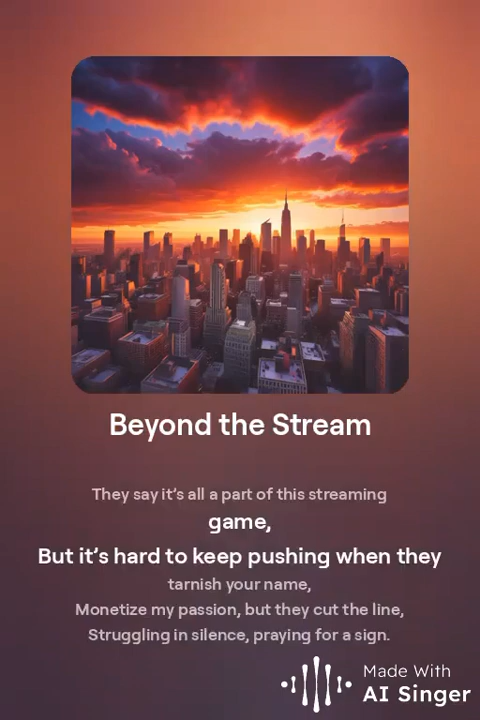 Beyond the Stream
They say it's all a part of this streaming
game,
But it's hard to keep pushing when they
tarnish your name,
Monetize my passion, but they cut the line,
Struggling in silence, praying for a sign.
Made With
AI Singer